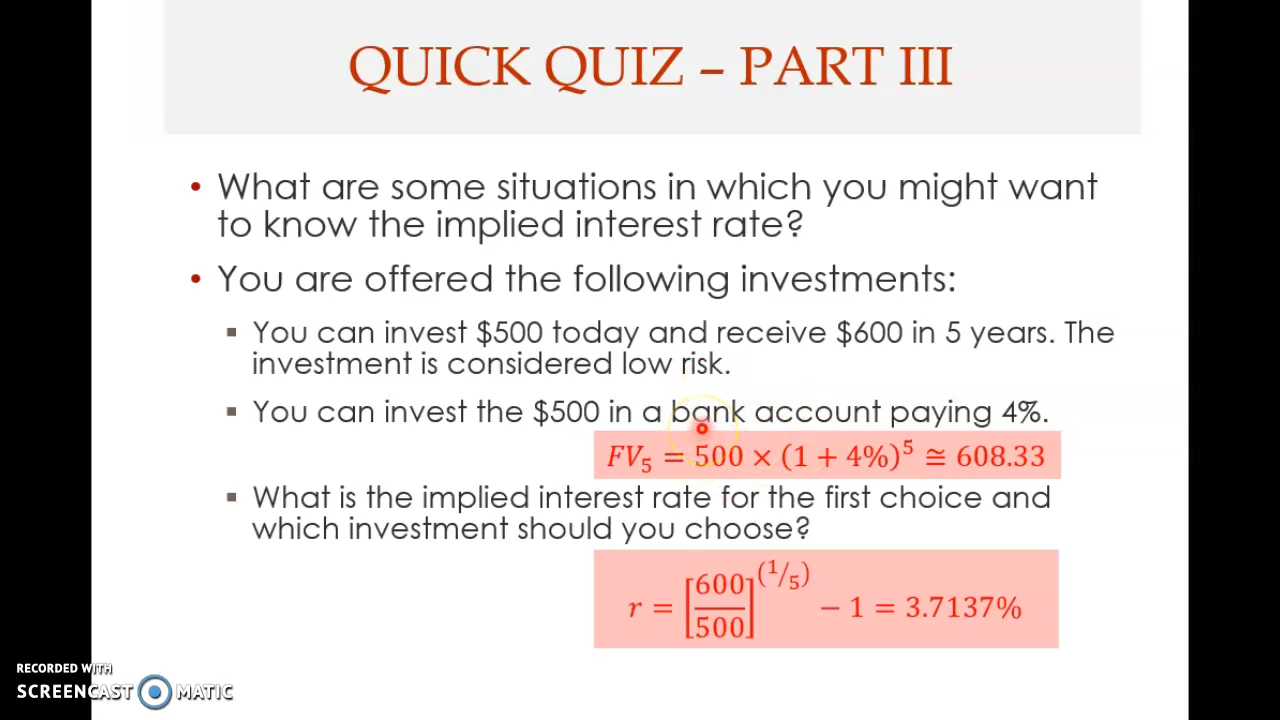 QUICK QUIZ – PART III
• What are some situations in which you might want
to know the implied interest rate?
• You are offered the following investments:
▪ You can invest $500 today and receive $600 in 5 years. The
investment is considered low risk.
▪ You can invest the $500 in a bank account paying 4%.
FV₅ = 500 × (1 + 4%)⁵ ≅ 608.33
▪ What is the implied interest rate for the first choice and
which investment should you choose?
r = [600/500]^(1/5) − 1 = 3.7137%
RECORDED WITH
SCREENCAST MATIC